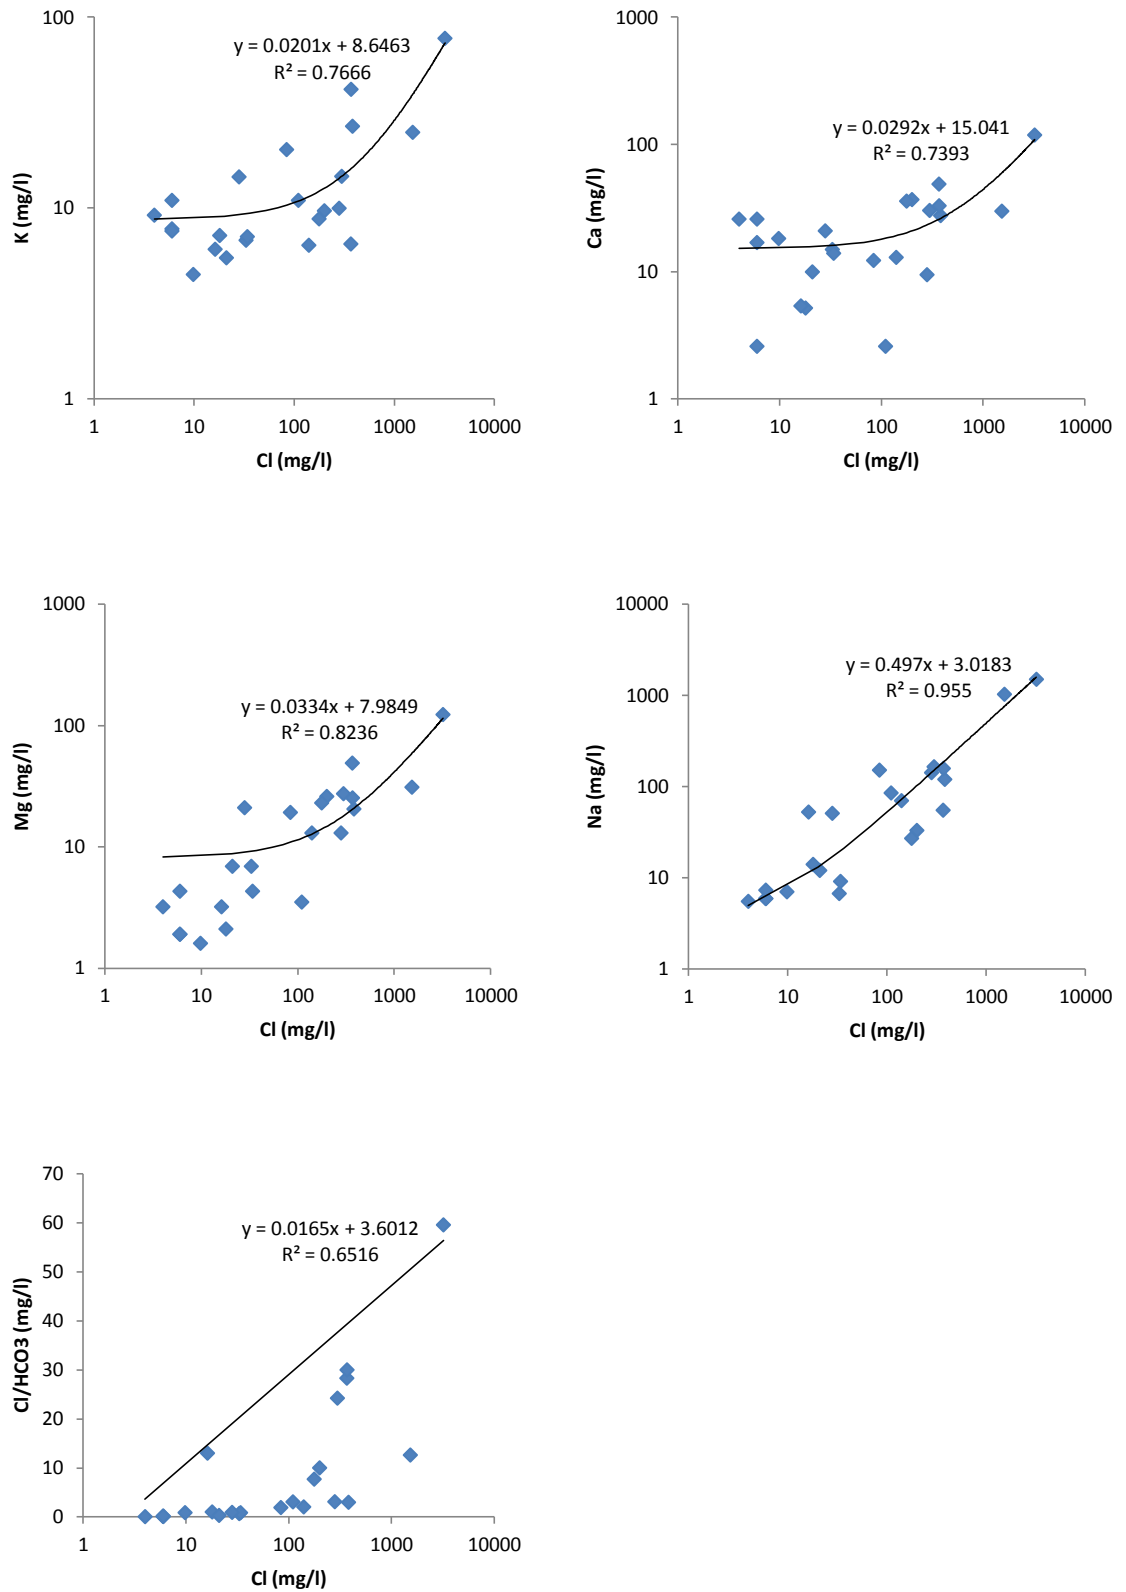 100
10
1
K (mg/l)
y = 0.0201x + 8.6463
R² = 0.7666
1 10 100 1000 10000
Cl (mg/l)
1000
100
10
1
Ca (mg/l)
y = 0.0292x + 15.041
R² = 0.7393
1 10 100 1000 10000
Cl (mg/l)
1000
100
10
1
Mg (mg/l)
y = 0.0334x + 7.9849
R² = 0.8236
1 10 100 1000 10000
Cl (mg/l)
10000
1000
100
10
1
Na (mg/l)
y = 0.497x + 3.0183
R² = 0.955
1 10 100 1000 10000
Cl (mg/l)
70
60
50
40
30
20
10
0
Cl/HCO3 (mg/l)
y = 0.0165x + 3.6012
R² = 0.6516
1 10 100 1000 10000
Cl (mg/l)